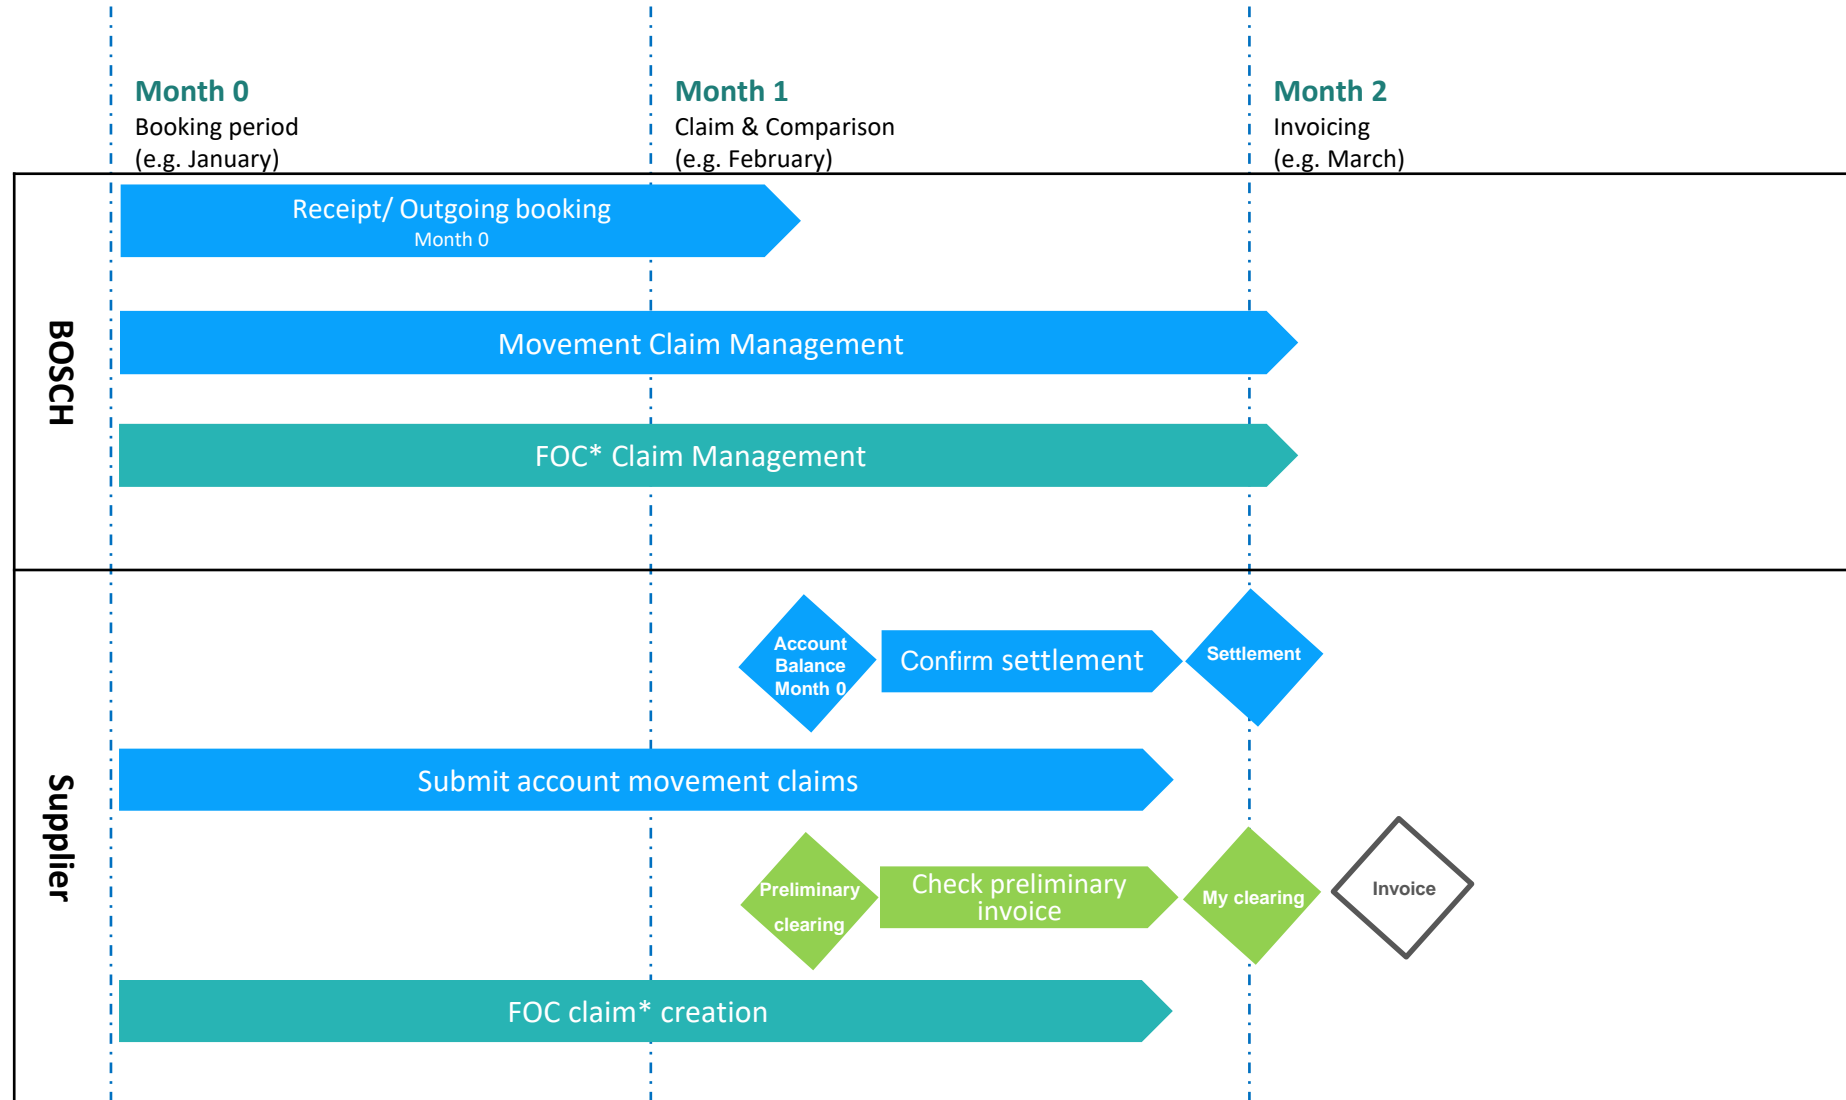 Month 0
Booking period
(e.g. January)
Month 1
Claim & Comparison
(e.g. February)
Month 2
Invoicing
(e.g. March)
BOSCH
Receipt/ Outgoing booking
Month 0
Movement Claim Management
FOC* Claim Management
Supplier
Account
Balance
Month 0
Confirm settlement
Settlement
Submit account movement claims
Preliminary
clearing
Check preliminary
invoice
My clearing
Invoice
FOC claim* creation